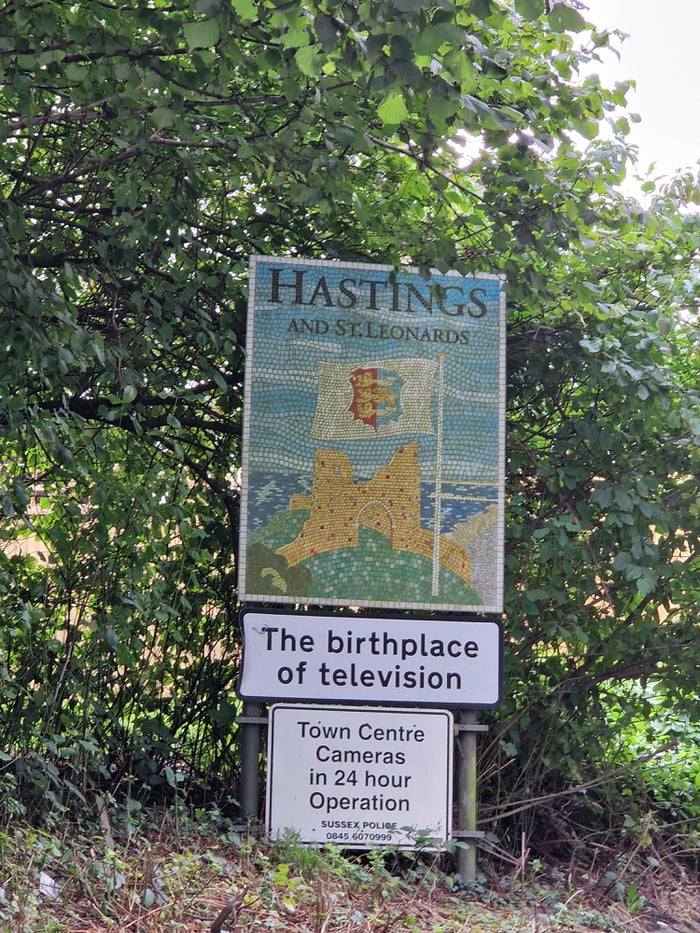 HASTINGS
AND ST. LEONARDS
The birthplace
of television
Town Centre
Cameras
in 24 hour
Operation
SUSSEX POLICE
0845 6070999